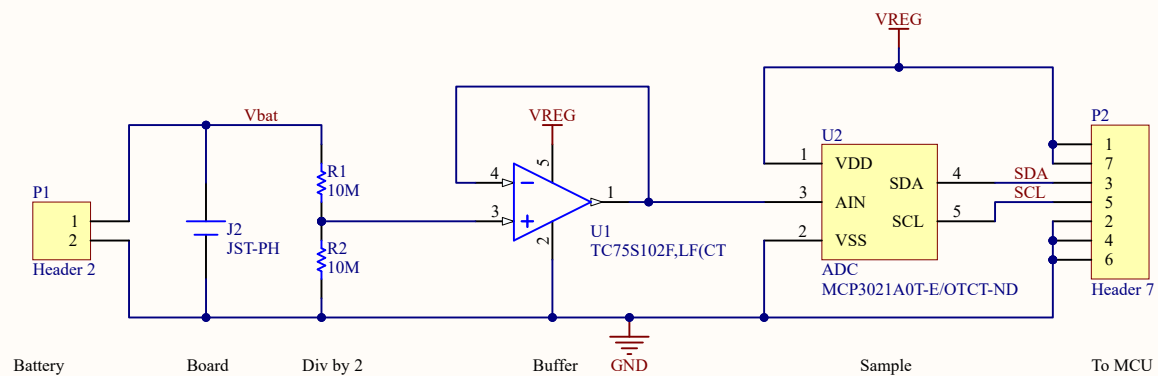 VREG
P2
1
7
3
5
2
4
6
Header 7
U2
1
VDD
SDA
4
SDA
SCL
3
AIN
SCL
5
2
VSS
ADC
MCP3021A0T-E/OTCT-ND
VREG
5
4
3
1
2
U1
TC75S102F,LF(CT
Vbat
R1
10M
R2
10M
J2
JST-PH
P1
1
2
Header 2
GND
Battery
Board
Div by 2
Buffer
Sample
To MCU